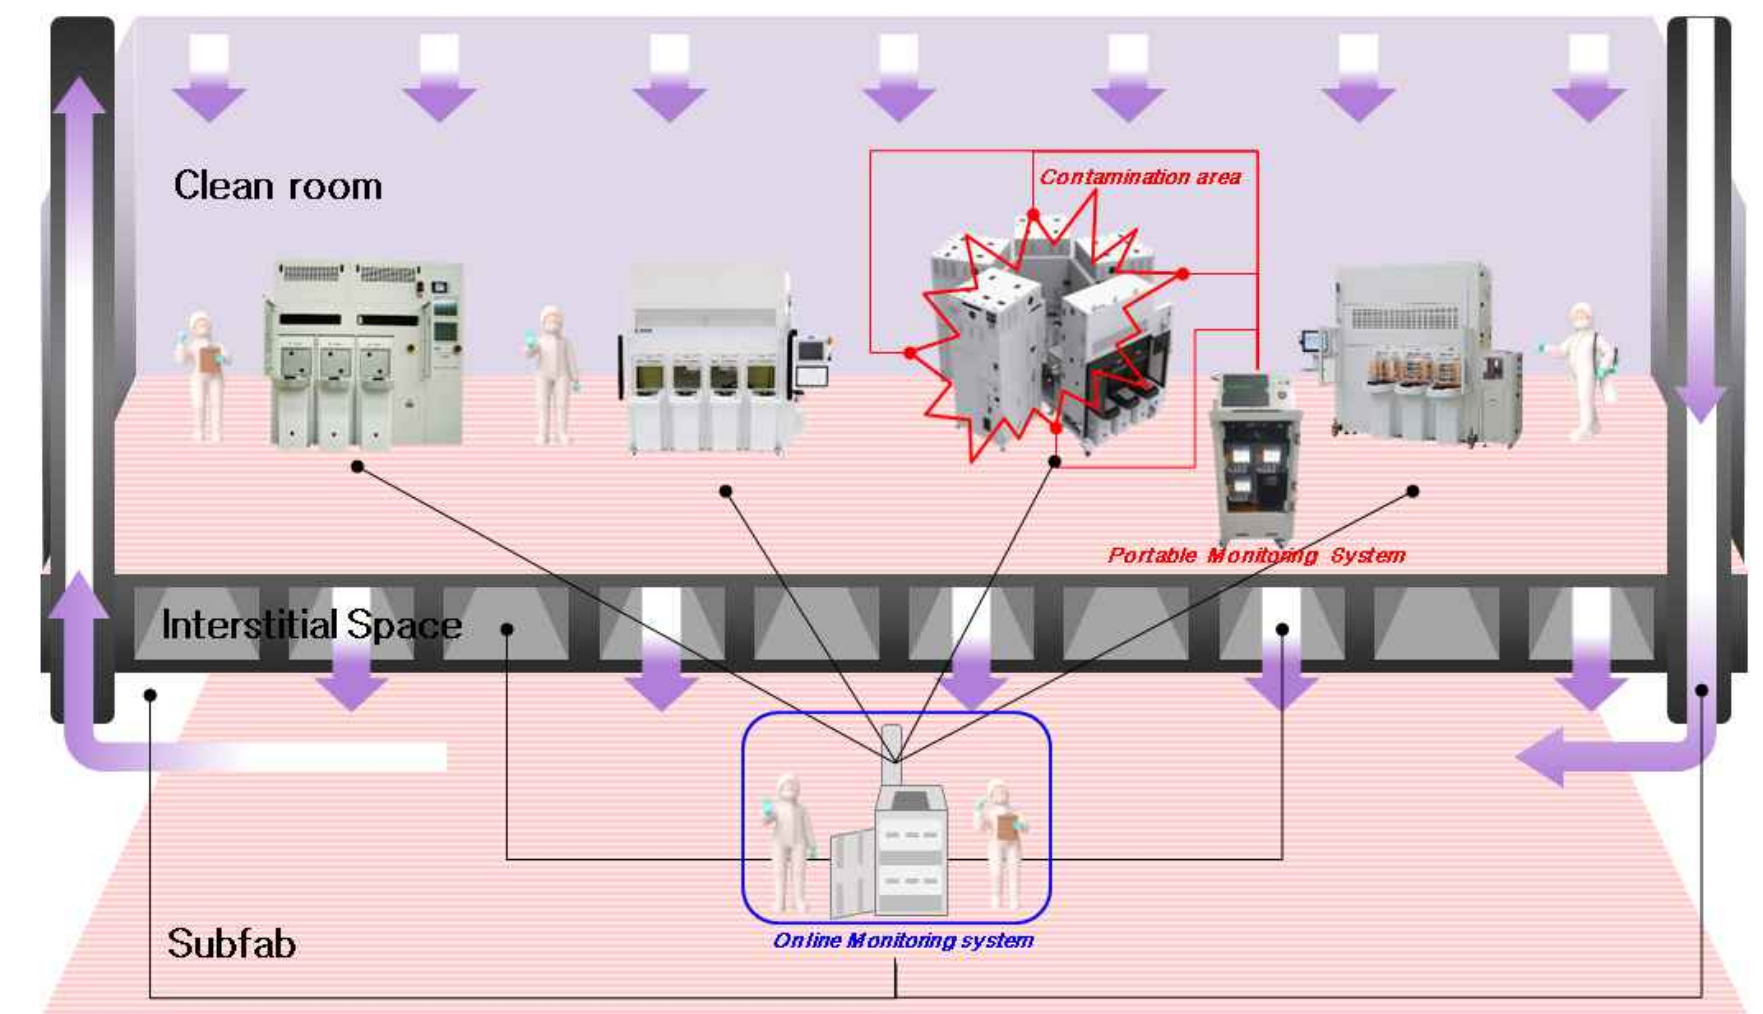 Clean room
Contamination area
Portable Monitoring System
Interstitial Space
Online Monitoring system
Subfab